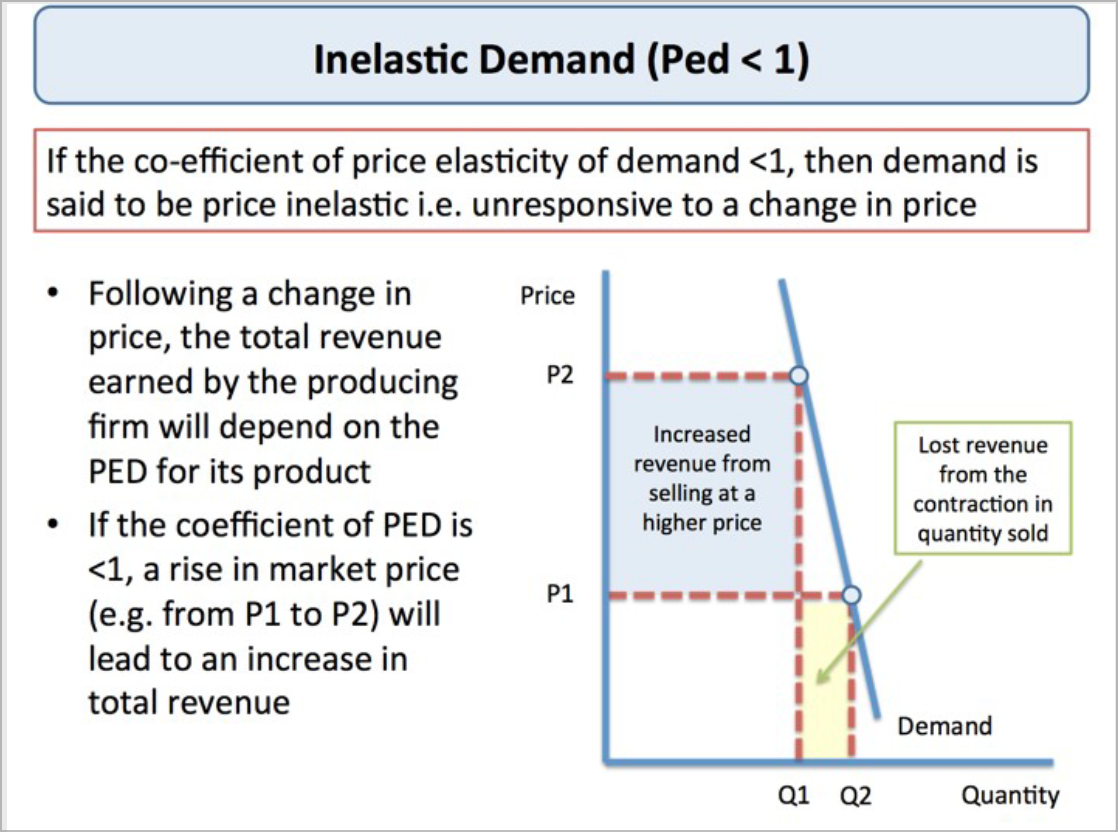 Inelastic Demand (Ped < 1)
If the co-efficient of price elasticity of demand <1, then demand is
said to be price inelastic i.e. unresponsive to a change in price
• Following a change in
price, the total revenue
earned by the producing
firm will depend on the
PED for its product
• If the coefficient of PED is
<1, a rise in market price
(e.g. from P1 to P2) will
lead to an increase in
total revenue
Price
P2
Increased
revenue from
selling at a
higher price
Lost revenue
from the
contraction in
quantity sold
P1
Demand
Q1 Q2 Quantity